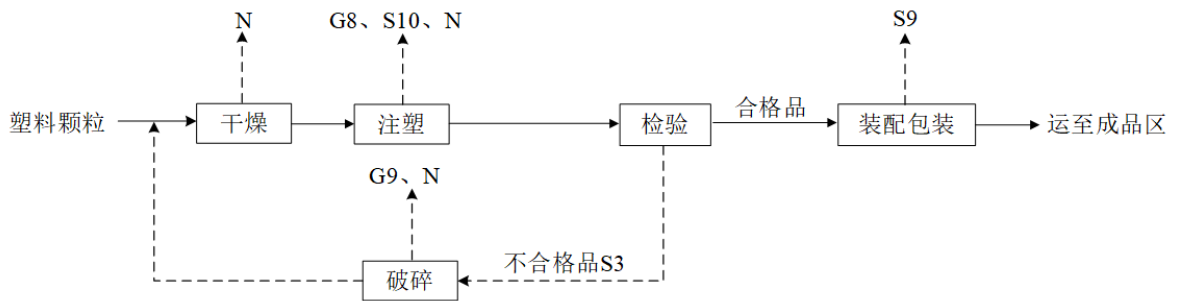 N
G8、S10、N
S9
塑料颗粒
干燥
注塑
检验
合格品
装配包装
运至成品区
G9、N
不合格品S3
破碎